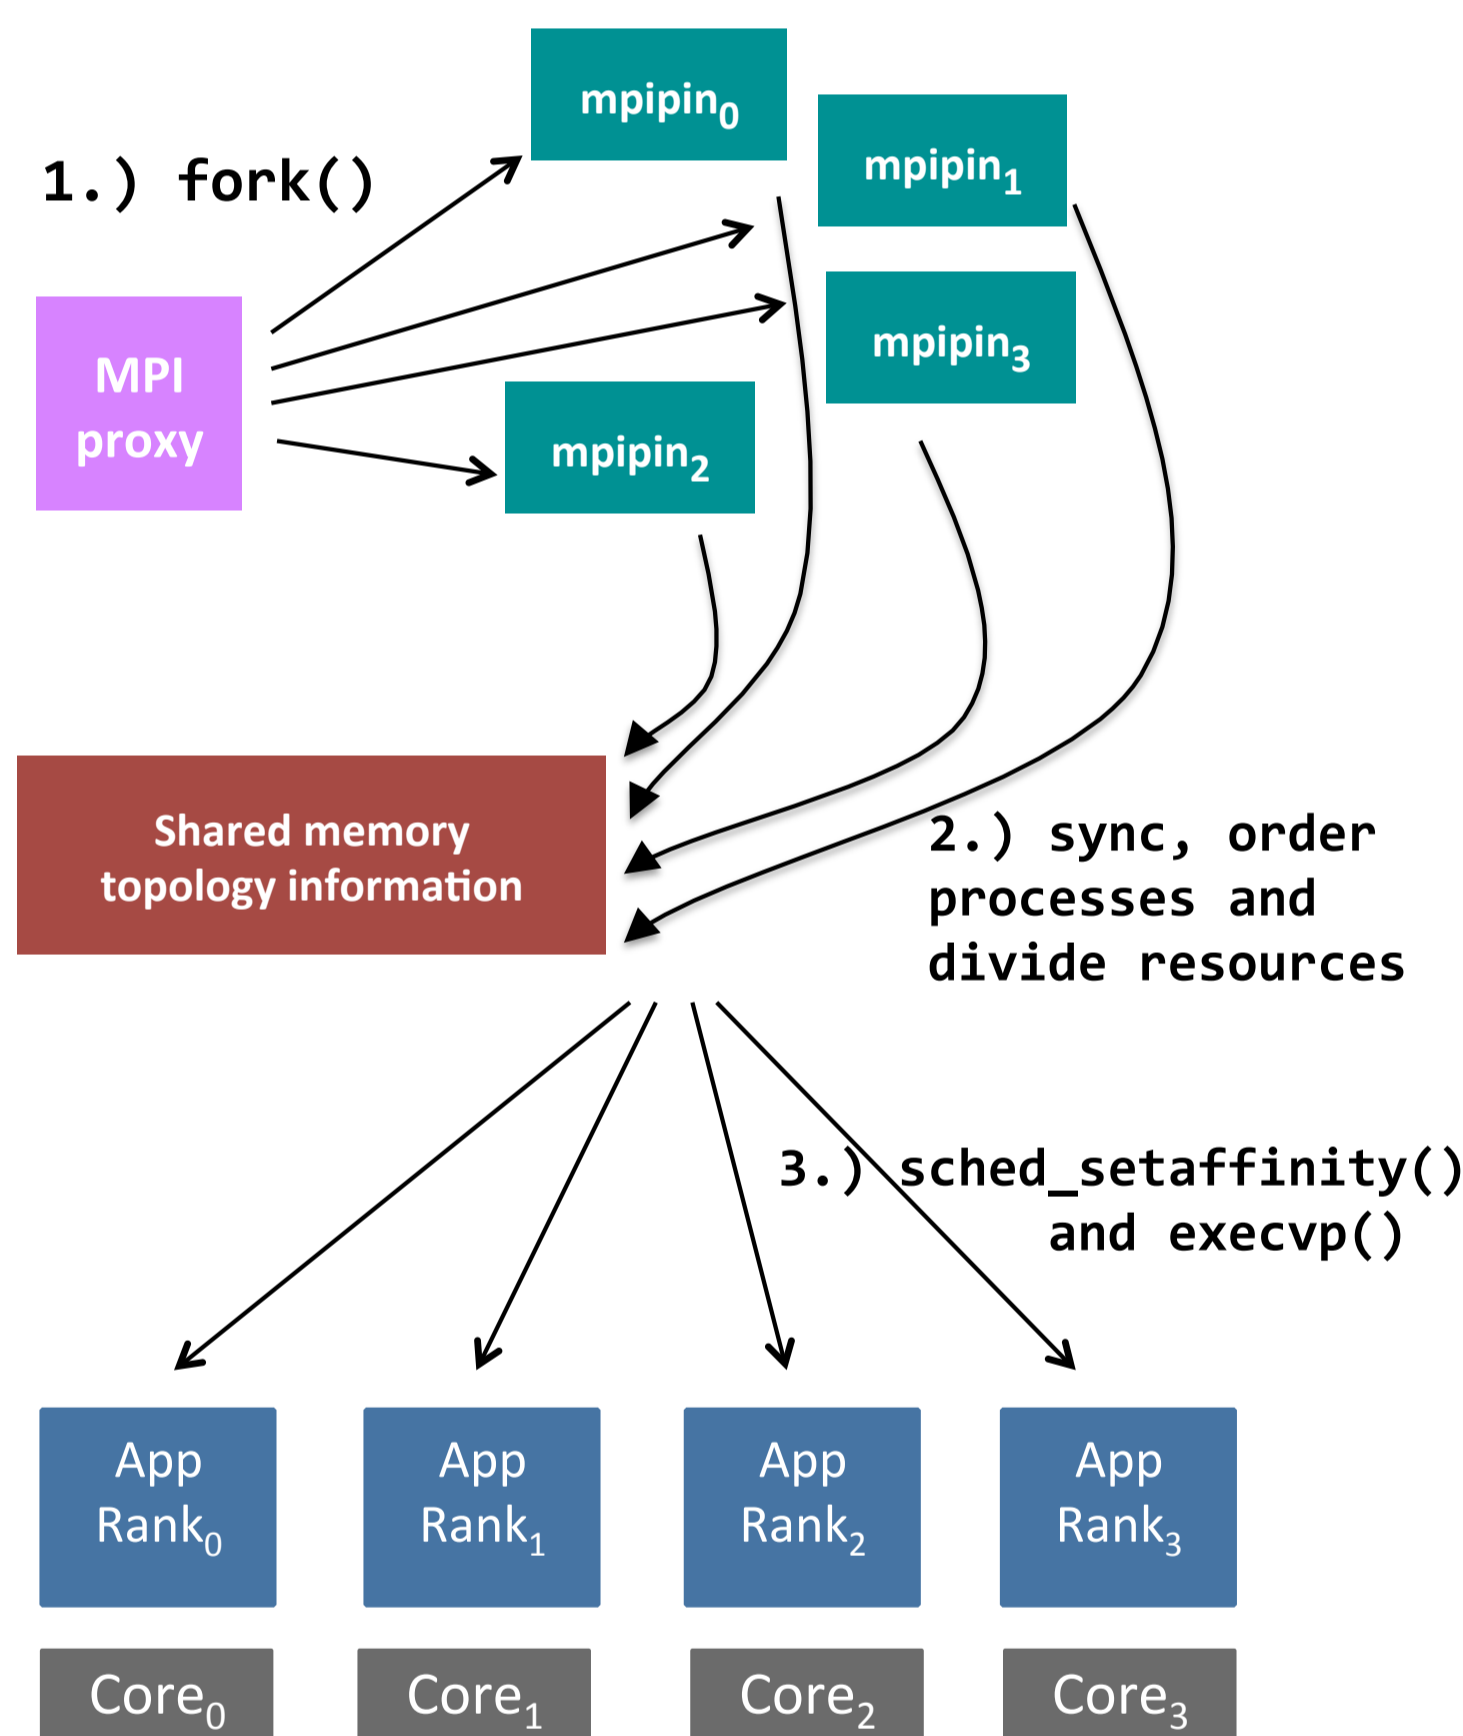 mpipin0
mpipin1
1.) fork()
MPI
proxy
mpipin3
mpipin2
Shared memory
topology information
2.) sync, order
processes and
divide resources
3.) sched_setaffinity()
and execvp()
App
Rank0
App
Rank1
App
Rank2
App
Rank3
Core0
Core1
Core2
Core3